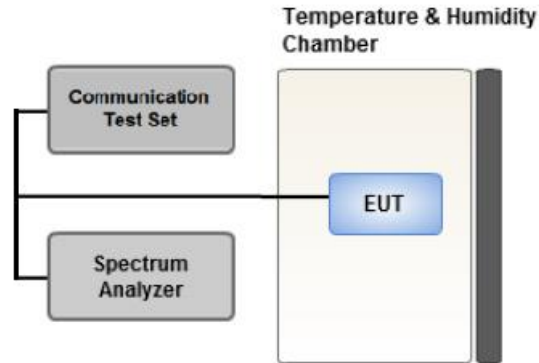 Temperature & Humidity
Chamber
Communication
Test Set
EUT
Spectrum
Analyzer